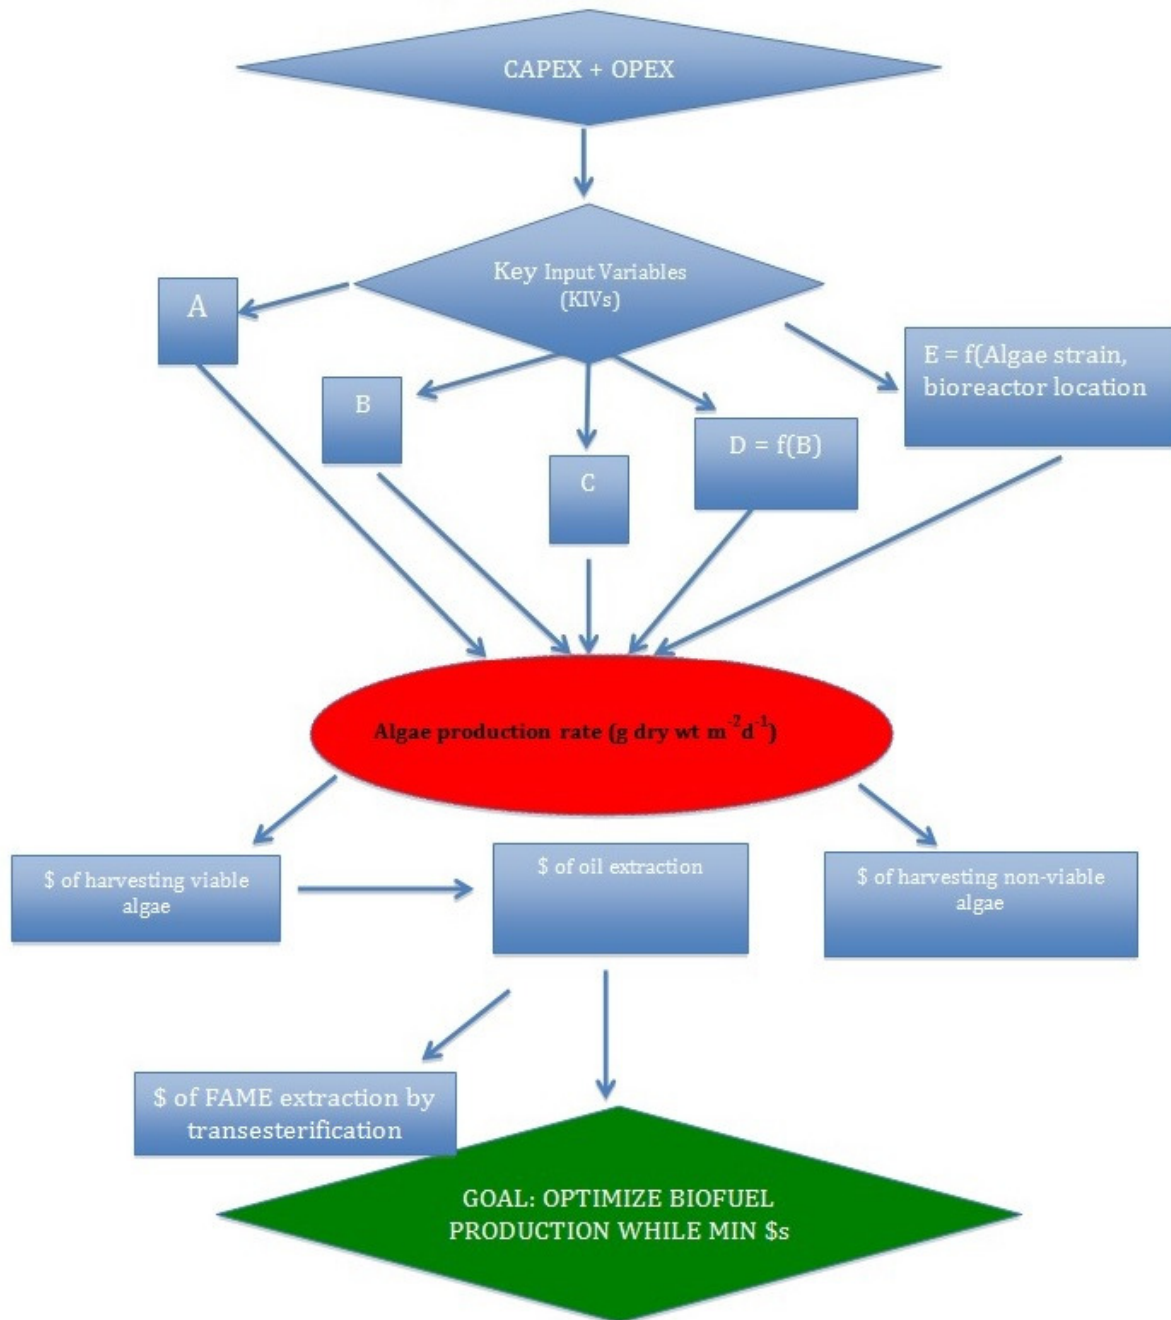 CAPEX + OPEX
Key Input Variables
(KIVs)
A
B
C
D = f(B)
E = f(Algae strain,
bioreactor location
Algae production rate (g dry wt m⁻²d⁻¹)
$ of harvesting viable
algae
$ of oil extraction
$ of harvesting non-viable
algae
$ of FAME extraction by
transesterification
GOAL: OPTIMIZE BIOFUEL
PRODUCTION WHILE MIN $s